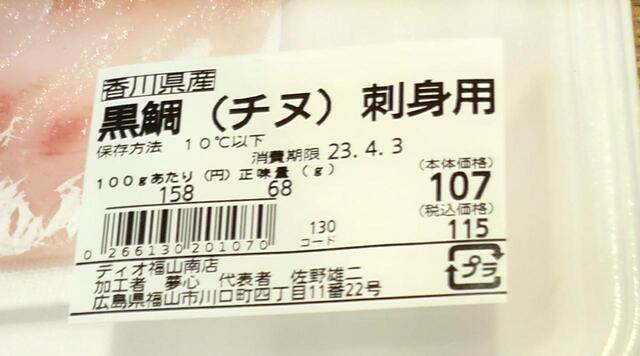 香川県産
黒鯛（チヌ）刺身用
保存方法 10℃以下
消費期限 23.4.3
100gあたり（円）正味量（g）
158 68
（本体価格）
107
（税込価格）
115
130
コード
0 266130 201070
ディオ福山南店
加工者 夢心 代表者 佐野雄二
広島県福山市川口町四丁目11番22号
プラ